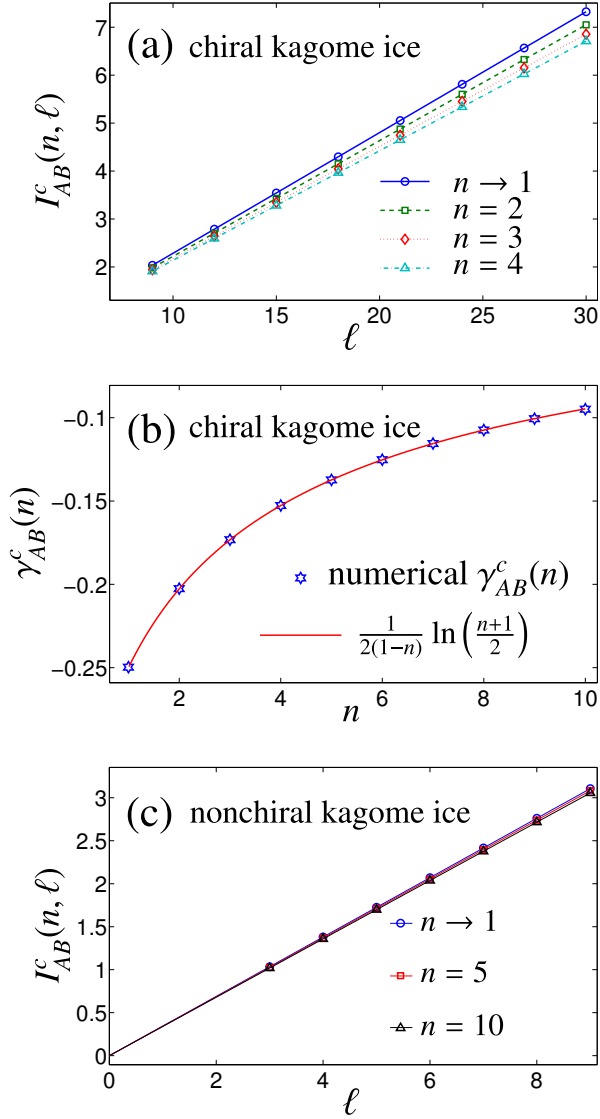 (a) chiral kagome ice
7
6
5
4
3
2
I^c_{AB}(n, ℓ)
n → 1
n = 2
n = 3
n = 4
10 15 20 25 30
ℓ
(b) chiral kagome ice
−0.1
−0.15
−0.2
−0.25
γ^c_{AB}(n)
numerical γ^c_{AB}(n)
\frac{1}{2(1−n)} ln(\frac{n+1}{2})
2 4 6 8 10
n
(c) nonchiral kagome ice
3
2.5
2
1.5
1
0.5
0
I^c_{AB}(n, ℓ)
n → 1
n = 5
n = 10
0 2 4 6 8
ℓ